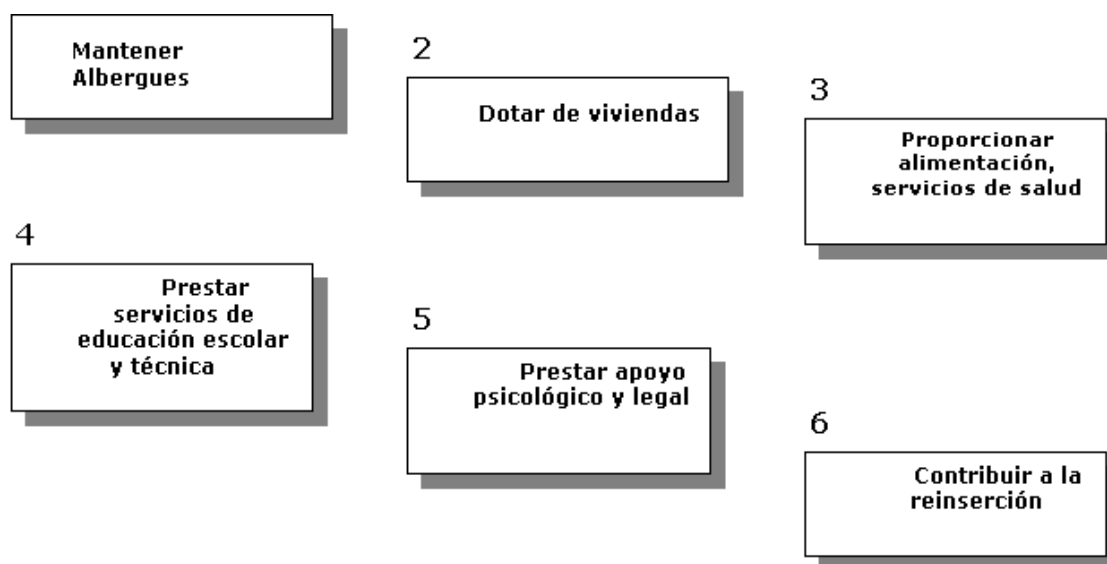 Mantener
Albergues
2
Dotar de viviendas
3
Proporcionar
alimentación,
servicios de salud
4
Prestar
servicios de
educación escolar
y técnica
5
Prestar apoyo
psicológico y legal
6
Contribuir a la
reinserción